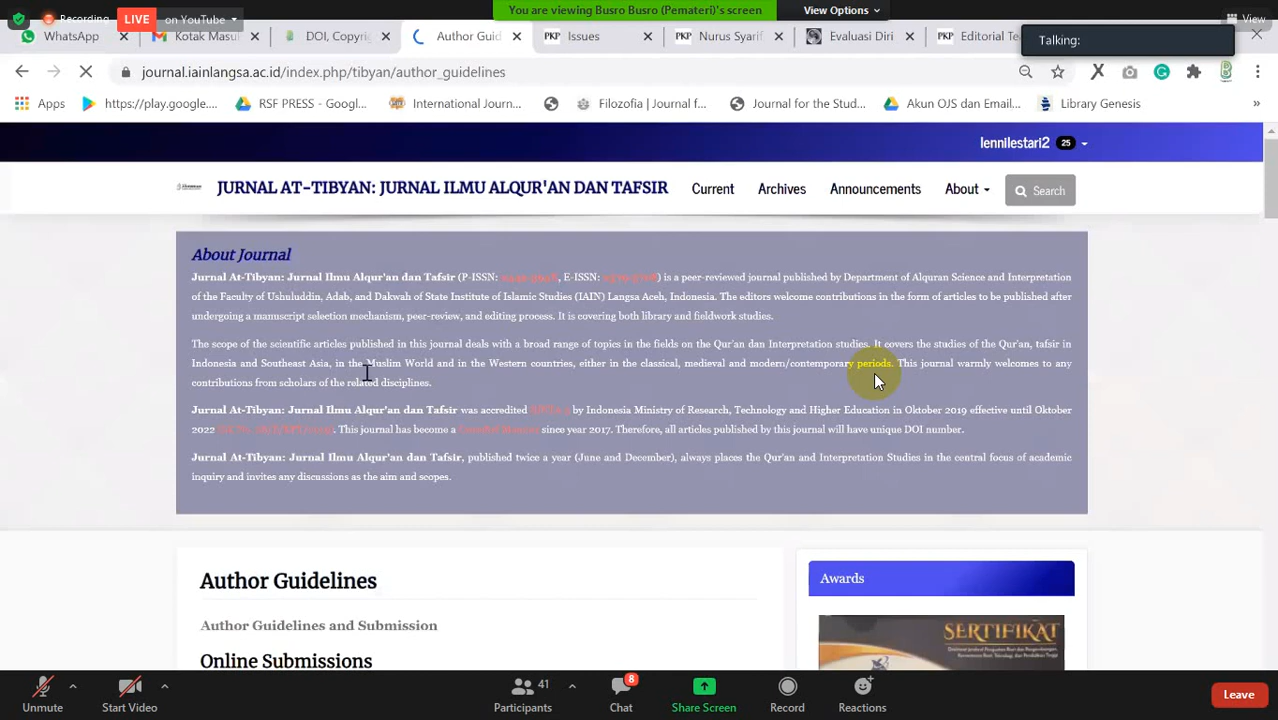 Recording
LIVE on YouTube
You are viewing Busro Busro (Pemateri)'s screen
View Options
View
WhatsApp
Kotak Masu
DOI, Copyri
Author Guid
PKP Issues
PKP Nurus Syarif
Evaluasi Diri
PKP Editorial Te
Talking:
journal.iainlangsa.ac.id/index.php/tibyan/author_guidelines
Apps
https://play.google....
RSF PRESS - Googl...
International Journ...
Filozofia | Journal f...
Journal for the Stud...
Akun OJS dan Email...
Library Genesis
»
lennilestari2 25
JURNAL AT-TIBYAN: JURNAL ILMU ALQUR'AN DAN TAFSIR
Current
Archives
Announcements
About
Search
About Journal
Jurnal At-Tibyan: Jurnal Ilmu Alqur'an dan Tafsir (P-ISSN: , E-ISSN: ) is a peer-reviewed journal published by Department of Alquran Science and Interpretation
of the Faculty of Ushuluddin, Adab, and Dakwah of State Institute of Islamic Studies (IAIN) Langsa Aceh, Indonesia. The editors welcome contributions in the form of articles to be published after
undergoing a manuscript selection mechanism, peer-review, and editing process. It is covering both library and fieldwork studies.
The scope of the scientific articles published in this journal deals with a broad range of topics in the fields on the Qur'an dan Interpretation studies. It covers the studies of the Qur'an, tafsir in
Indonesia and Southeast Asia, in the Muslim World and in the Western countries, either in the classical, medieval and modern/contemporary periods. This journal warmly welcomes to any
contributions from scholars of the related disciplines.
Jurnal At-Tibyan: Jurnal Ilmu Alqur'an dan Tafsir was accredited by Indonesia Ministry of Research, Technology and Higher Education in Oktober 2019 effective until Oktober
2022 . This journal has become a since year 2017. Therefore, all articles published by this journal will have unique DOI number.
Jurnal At-Tibyan: Jurnal Ilmu Alqur'an dan Tafsir, published twice a year (June and December), always places the Qur'an and Interpretation Studies in the central focus of academic
inquiry and invites any discussions as the aim and scopes.
Author Guidelines
Author Guidelines and Submission
Online Submissions
Awards
SERTIFIKAT
Unmute
Start Video
Participants 41
Chat 8
Share Screen
Record
Reactions
Leave